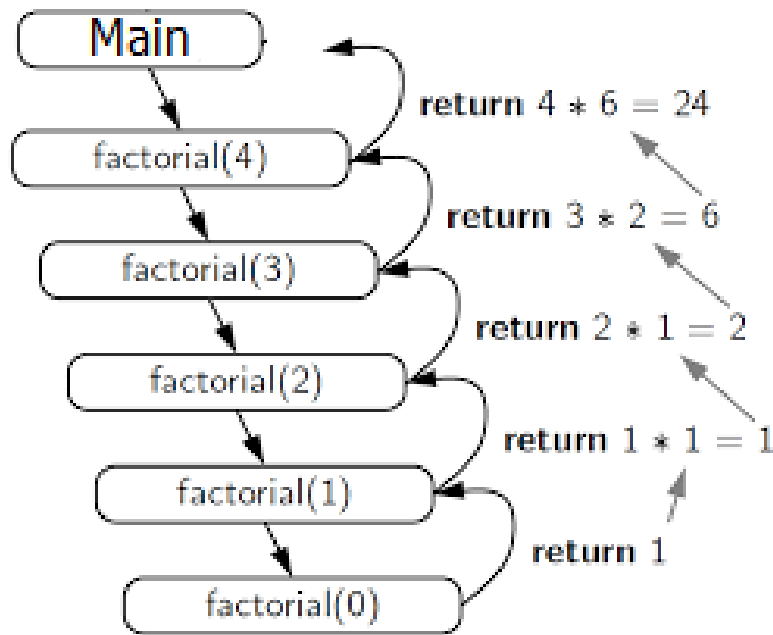 Main
return 4 * 6 = 24
factorial(4)
return 3 * 2 = 6
factorial(3)
return 2 * 1 = 2
factorial(2)
return 1 * 1 = 1
factorial(1)
return 1
factorial(0)